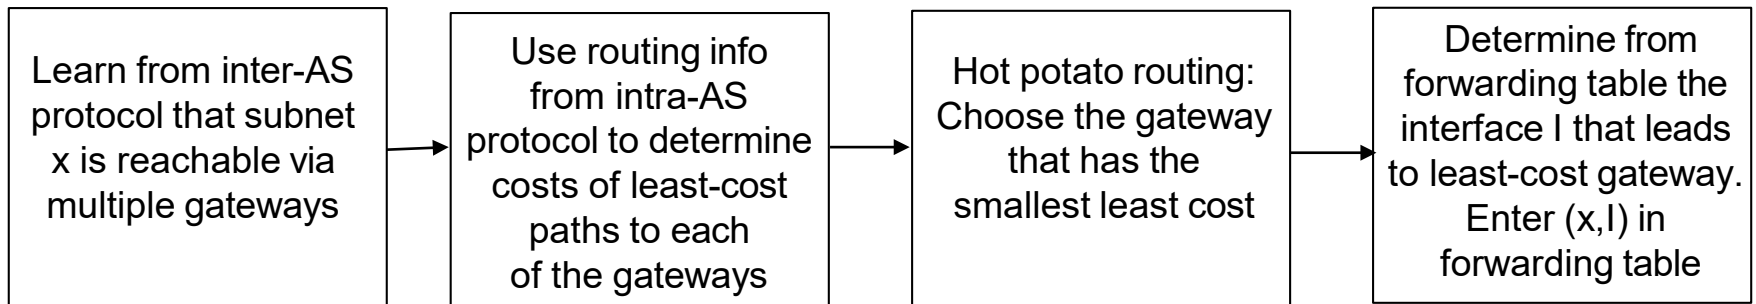 Learn from inter-AS
protocol that subnet
x is reachable via
multiple gateways
Use routing info
from intra-AS
protocol to determine
costs of least-cost
paths to each
of the gateways
Hot potato routing:
Choose the gateway
that has the
smallest least cost
Determine from
forwarding table the
interface I that leads
to least-cost gateway.
Enter (x,I) in
forwarding table